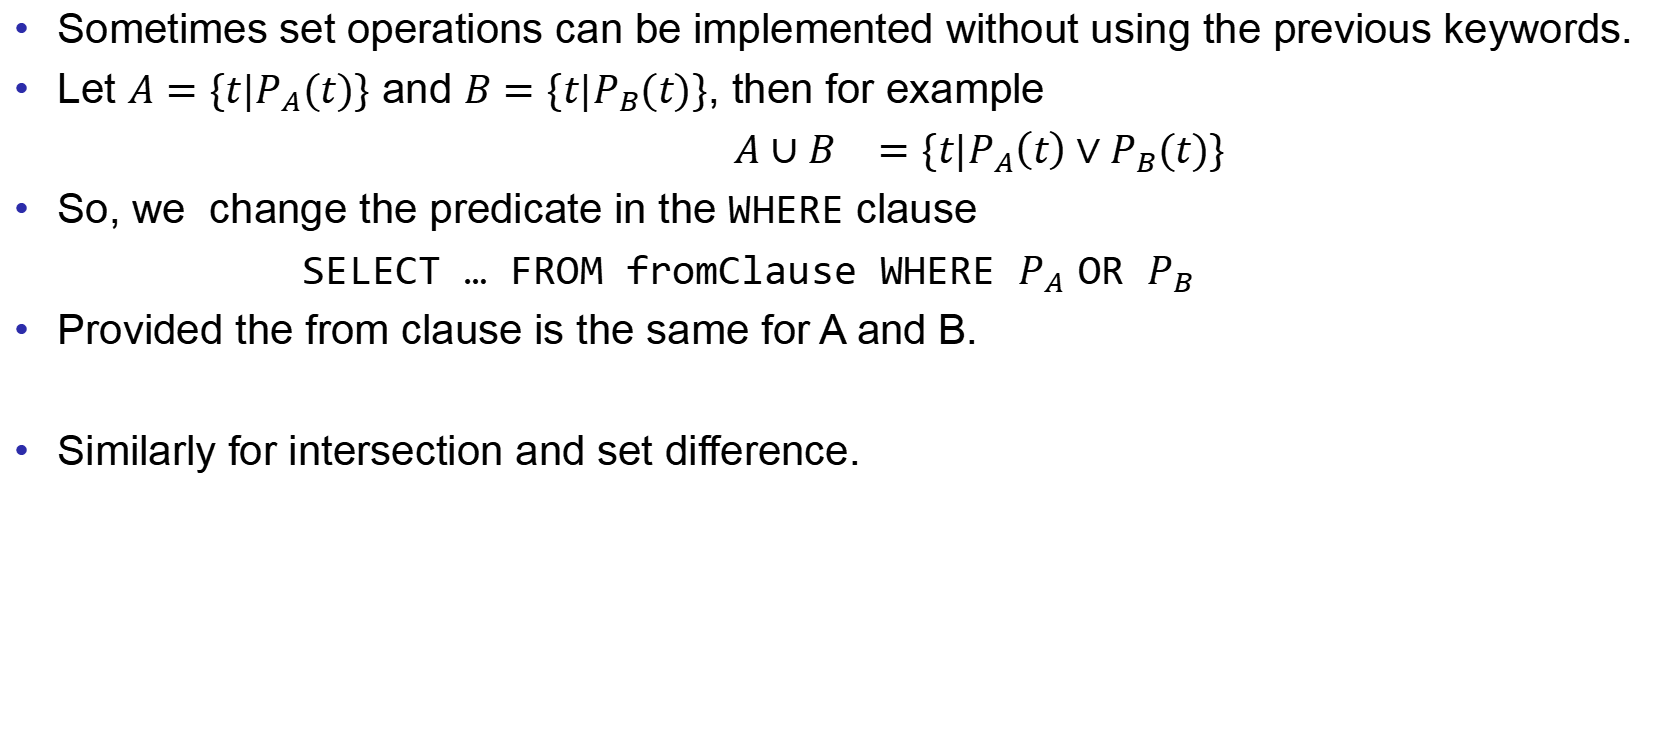 • Sometimes set operations can be implemented without using the previous keywords.
• Let A = {t|P_A(t)} and B = {t|P_B(t)}, then for example
A ∪ B = {t|P_A(t) ∨ P_B(t)}
• So, we change the predicate in the WHERE clause
SELECT … FROM fromClause WHERE P_A OR P_B
• Provided the from clause is the same for A and B.
• Similarly for intersection and set difference.